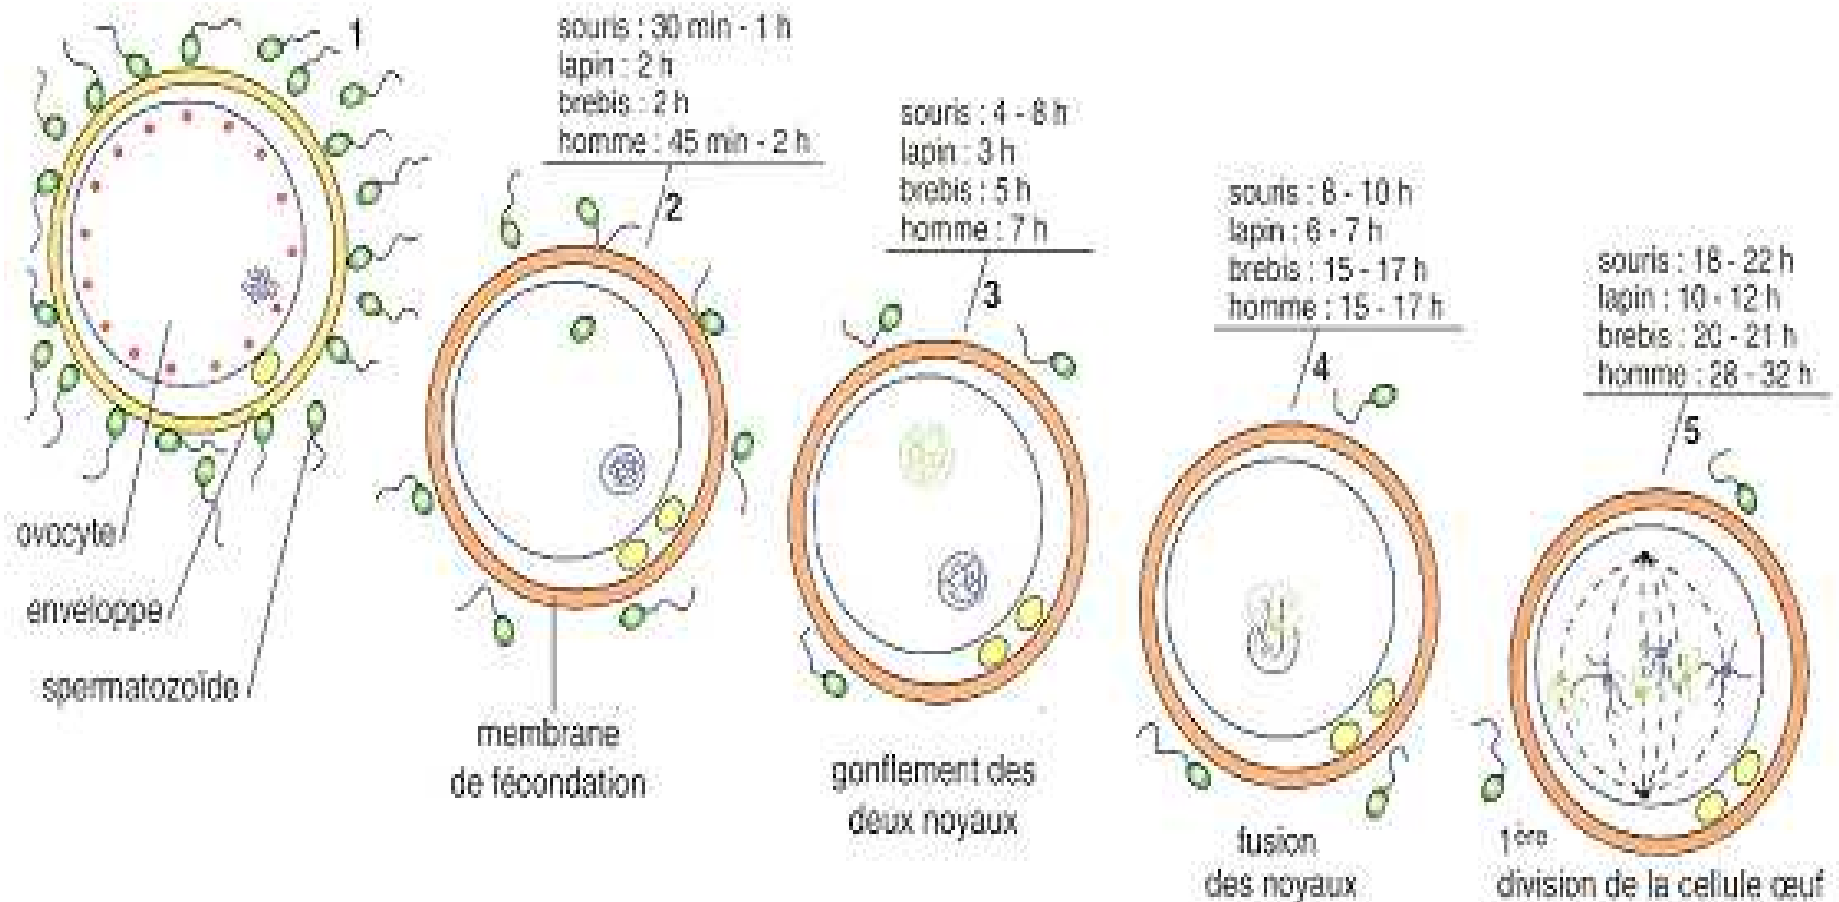 1
ovocyte
enveloppe
spermatozoïde
souris : 30 min - 1 h
lapin : 2 h
brebis : 2 h
homme : 45 min - 2 h
2
membrane
de fécondation
souris : 4 - 8 h
lapin : 3 h
brebis : 5 h
homme : 7 h
3
gonflement des
deux noyaux
souris : 8 - 10 h
lapin : 6 - 7 h
brebis : 15 - 17 h
homme : 15 - 17 h
4
fusion
des noyaux
souris : 18 - 22 h
lapin : 10 - 12 h
brebis : 20 - 21 h
homme : 28 - 32 h
5
1ère
division de la cellule œuf